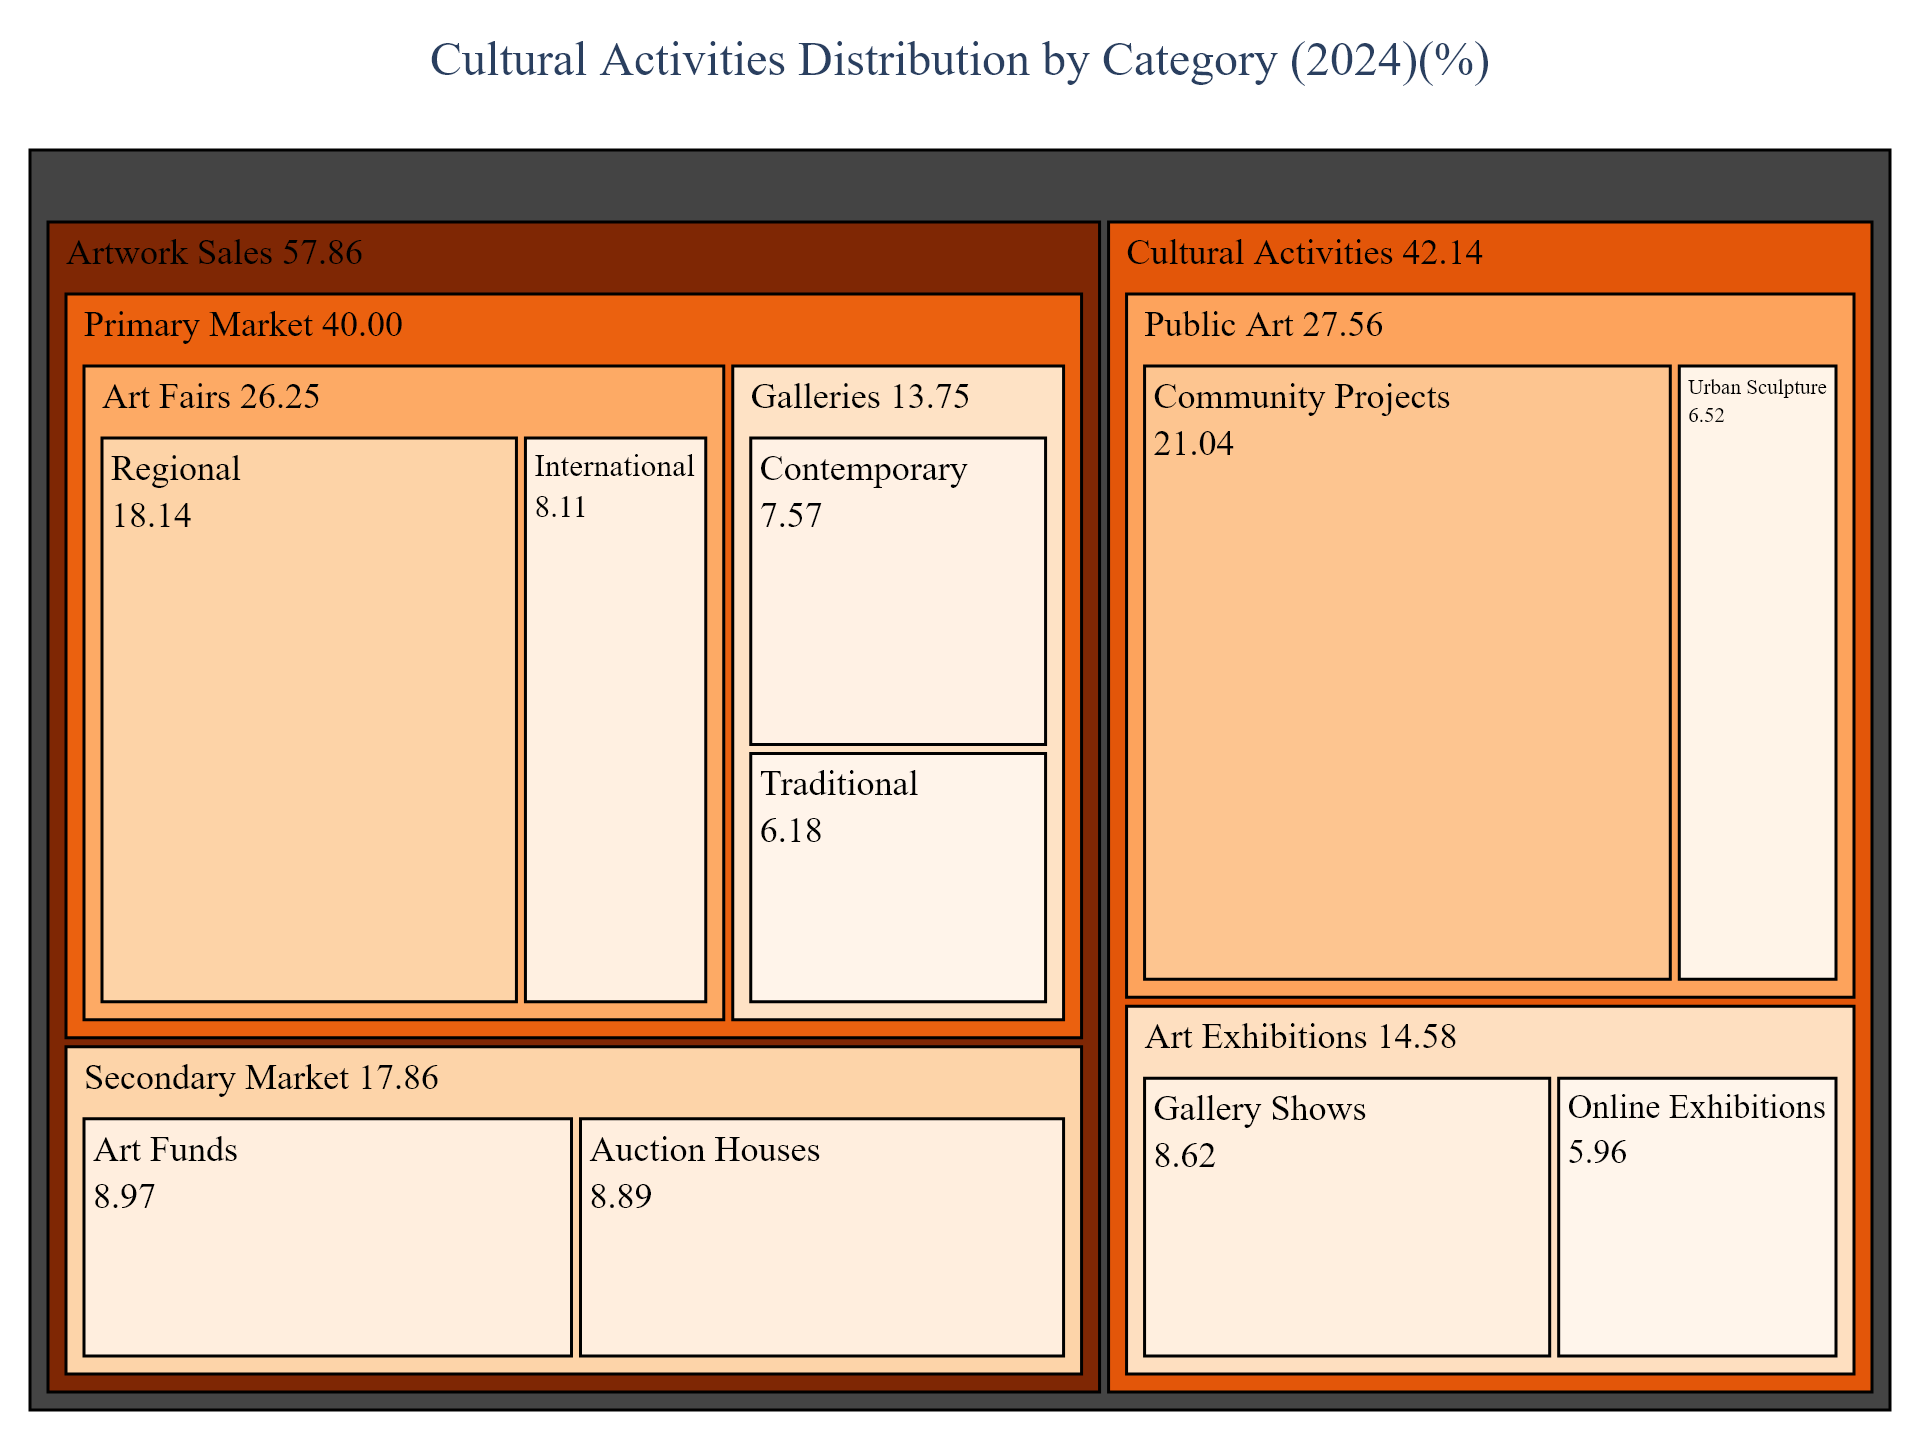 Cultural Activities Distribution by Category (2024)(%)
Artwork Sales 57.86
Primary Market 40.00
Art Fairs 26.25
Regional
18.14
International
8.11
Galleries 13.75
Contemporary
7.57
Traditional
6.18
Secondary Market 17.86
Art Funds
8.97
Auction Houses
8.89
Cultural Activities 42.14
Public Art 27.56
Community Projects
21.04
Urban Sculpture
6.52
Art Exhibitions 14.58
Gallery Shows
8.62
Online Exhibitions
5.96